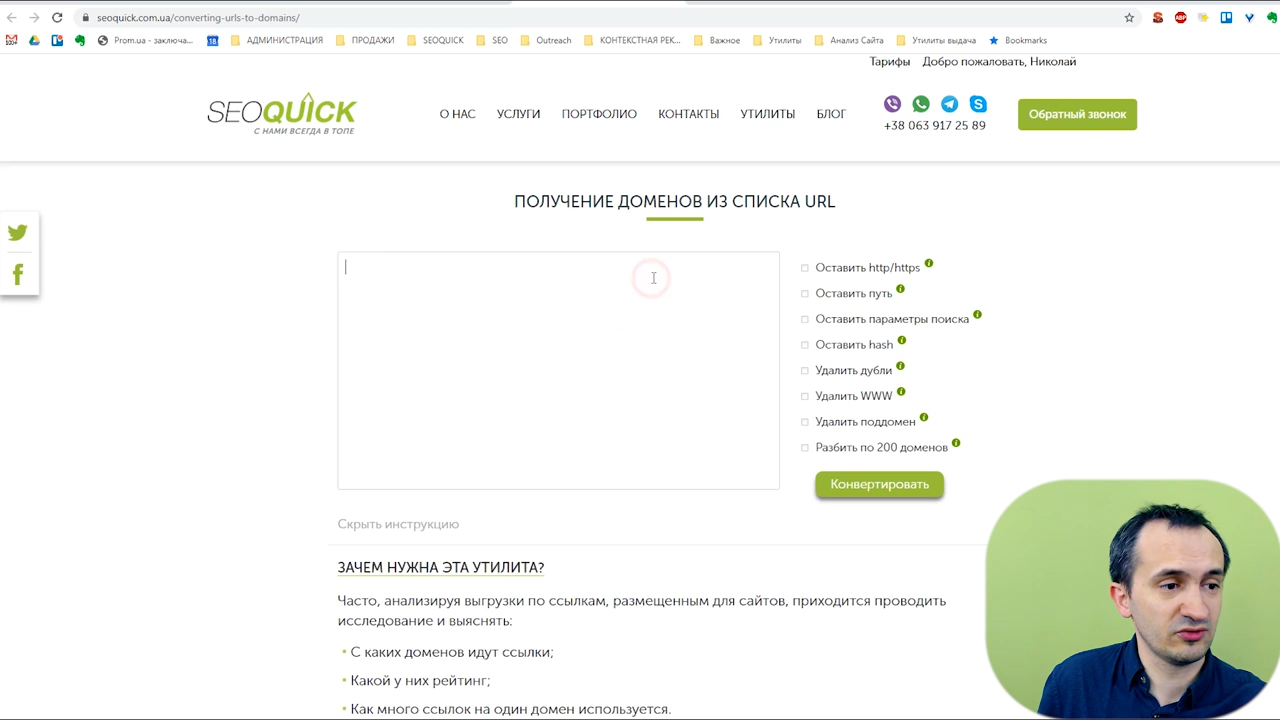 seoquick.com.ua/converting-urls-to-domains/
100+
Prom.ua - заключа...
18
АДМИНИСТРАЦИЯ
ПРОДАЖИ
SEOQUICK
SEO
Outreach
КОНТЕКСТНАЯ РЕК...
Важное
Утилиты
Анализ Сайта
Утилиты выдача
Bookmarks
Тарифы
Добро пожаловать, Николай
SEOQUICK
С НАМИ ВСЕГДА В ТОПЕ
О НАС
УСЛУГИ
ПОРТФОЛИО
КОНТАКТЫ
УТИЛИТЫ
БЛОГ
+38 063 917 25 89
Обратный звонок
ПОЛУЧЕНИЕ ДОМЕНОВ ИЗ СПИСКА URL
Оставить http/https
Оставить путь
Оставить параметры поиска
Оставить hash
Удалить дубли
Удалить WWW
Удалить поддомен
Разбить по 200 доменов
Конвертировать
Скрыть инструкцию
ЗАЧЕМ НУЖНА ЭТА УТИЛИТА?
Часто, анализируя выгрузки по ссылкам, размещенным для сайтов, приходится проводить
исследование и выяснять:
• С каких доменов идут ссылки;
• Какой у них рейтинг;
• Как много ссылок на один домен используется.